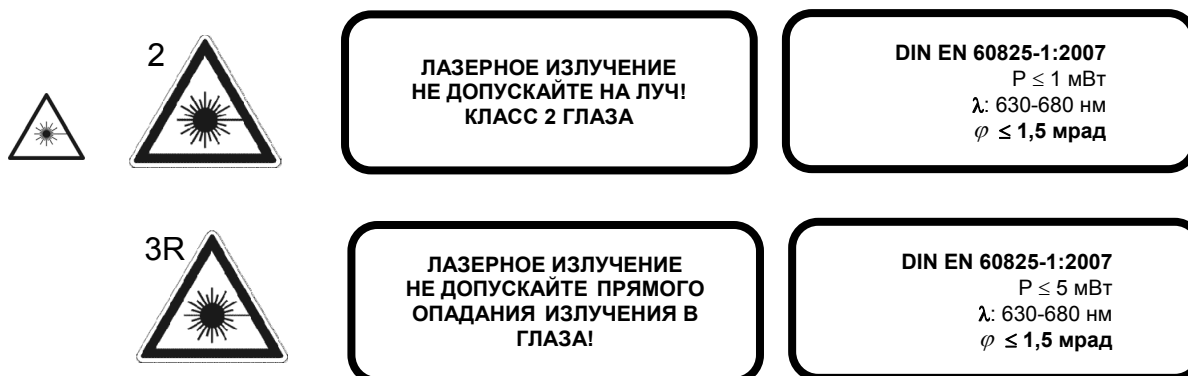 2
ЛАЗЕРНОЕ ИЗЛУЧЕНИЕ
НЕ ДОПУСКАЙТЕ НА ЛУЧ!
КЛАСС 2 ГЛАЗА
DIN EN 60825-1:2007
P ≤ 1 мВт
λ: 630-680 нм
φ ≤ 1,5 мрад
3R
ЛАЗЕРНОЕ ИЗЛУЧЕНИЕ
НЕ ДОПУСКАЙТЕ ПРЯМОГО
ОПАДАНИЯ ИЗЛУЧЕНИЯ В
ГЛАЗА!
DIN EN 60825-1:2007
P ≤ 5 мВт
λ: 630-680 нм
φ ≤ 1,5 мрад